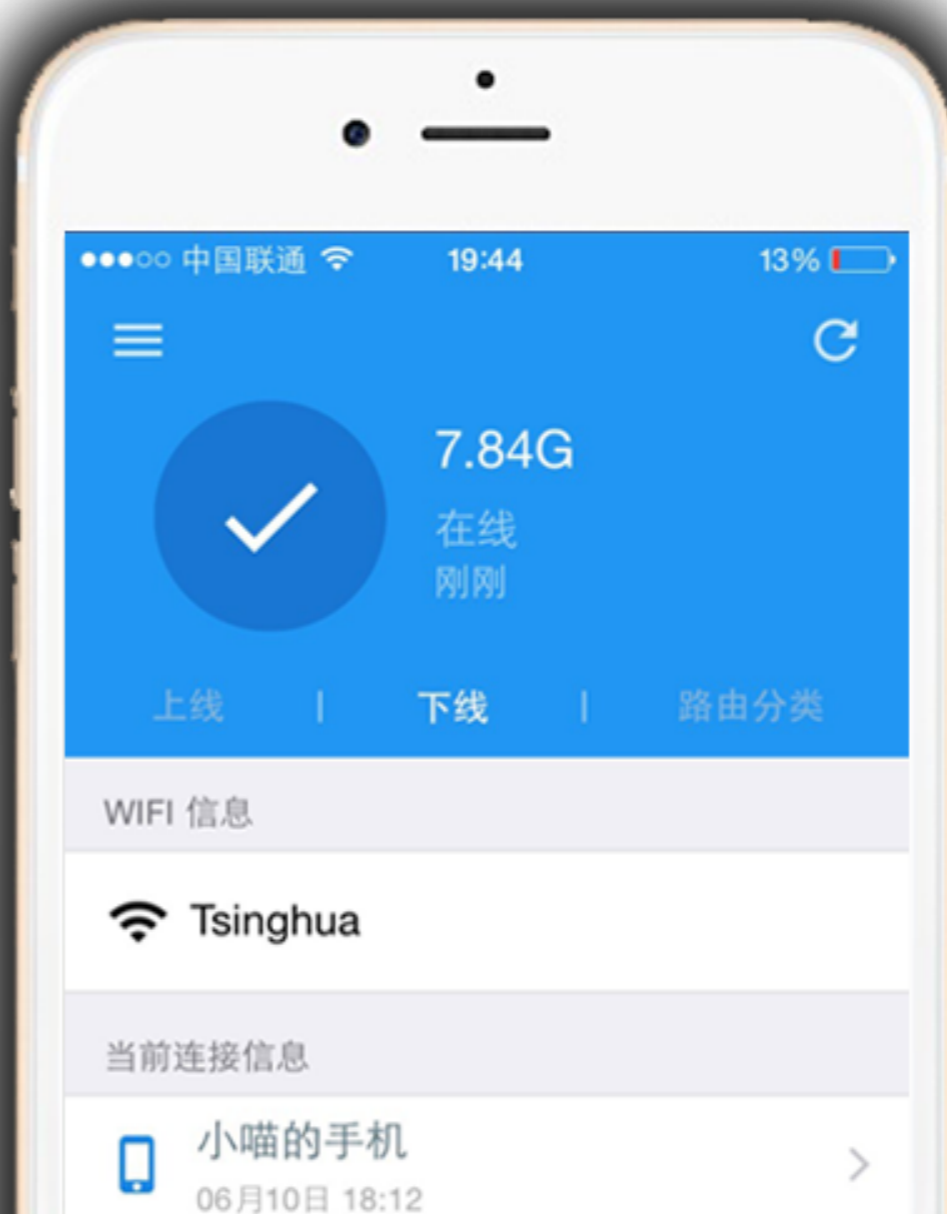 中国联通 19:44 13%
7.84G
在线
刚刚
上线 | 下线 | 路由分类
WIFI 信息
Tsinghua
当前连接信息
小喵的手机
06月10日 18:12